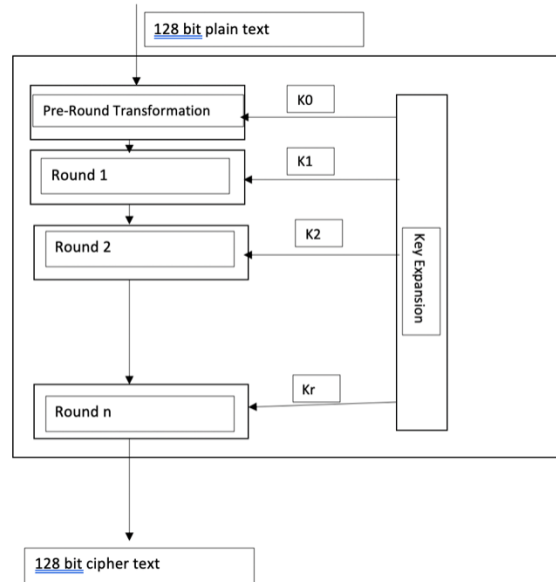 128 bit plain text
Pre-Round Transformation
K0
Round 1
K1
Round 2
K2
Key Expansion
Round n
Kr
128 bit cipher text